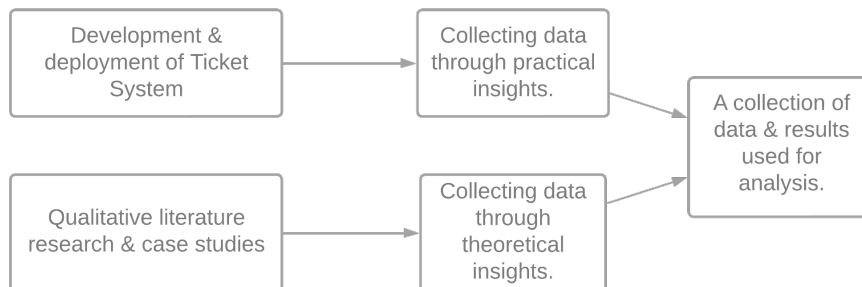 Development &
deployment of Ticket
System
Collecting data
through practical
insights.
A collection of
data & results
used for
analysis.
Qualitative literature
research & case studies
Collecting data
through
theoretical
insights.